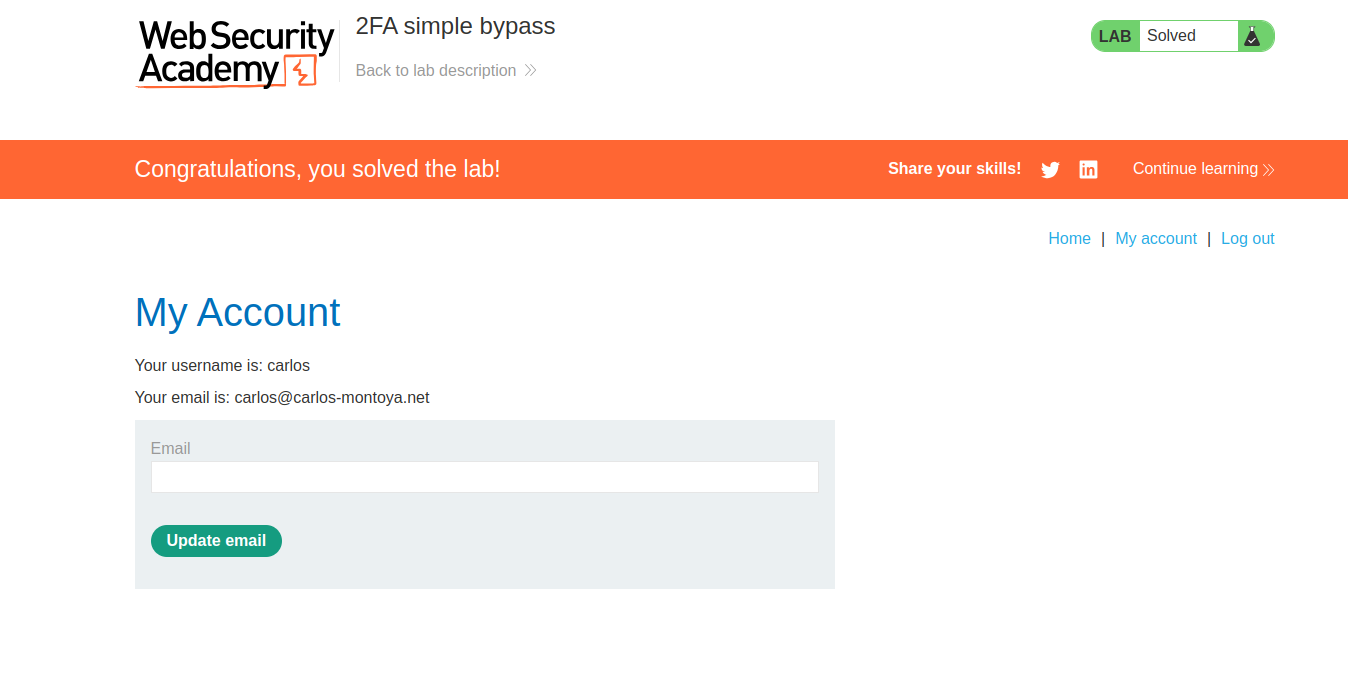 Web Security
Academy
2FA simple bypass
Back to lab description
LAB Solved
Congratulations, you solved the lab!
Share your skills!
Continue learning
Home | My account | Log out
My Account
Your username is: carlos
Your email is: carlos@carlos-montoya.net
Email
Update email